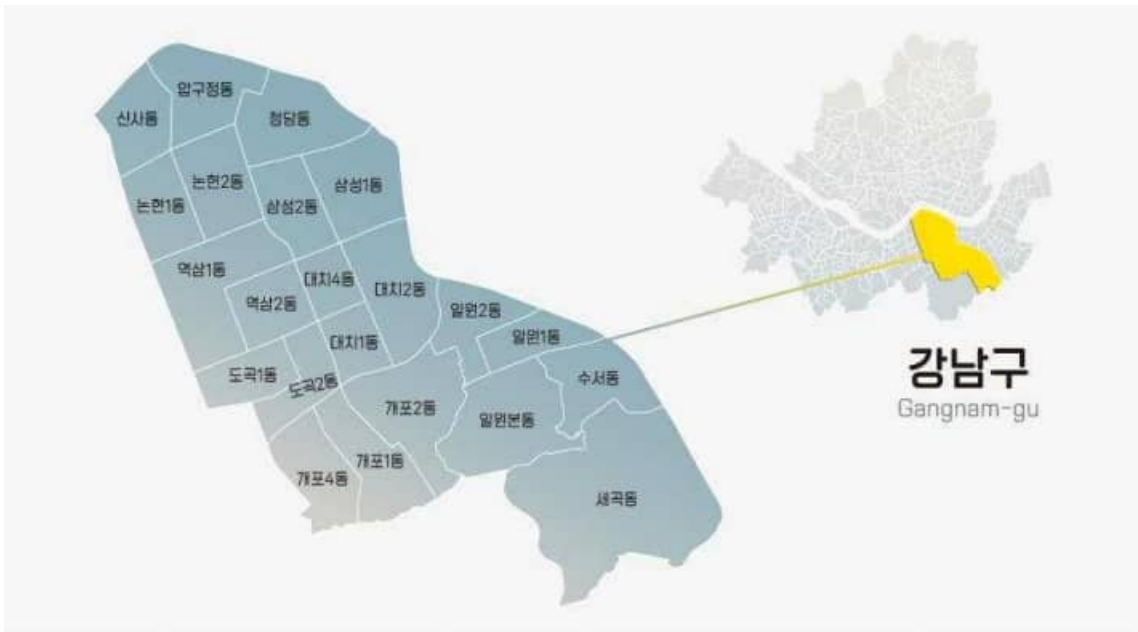 압구정동
신사동
청담동
논현2동
삼성1동
논현1동
삼성2동
역삼1동
대치4동
대치2동
역삼2동
일원2동
일원1동
대치1동
도곡1동
수서동
도곡2동
개포2동
일원본동
개포1동
개포4동
세곡동
강남구
Gangnam-gu